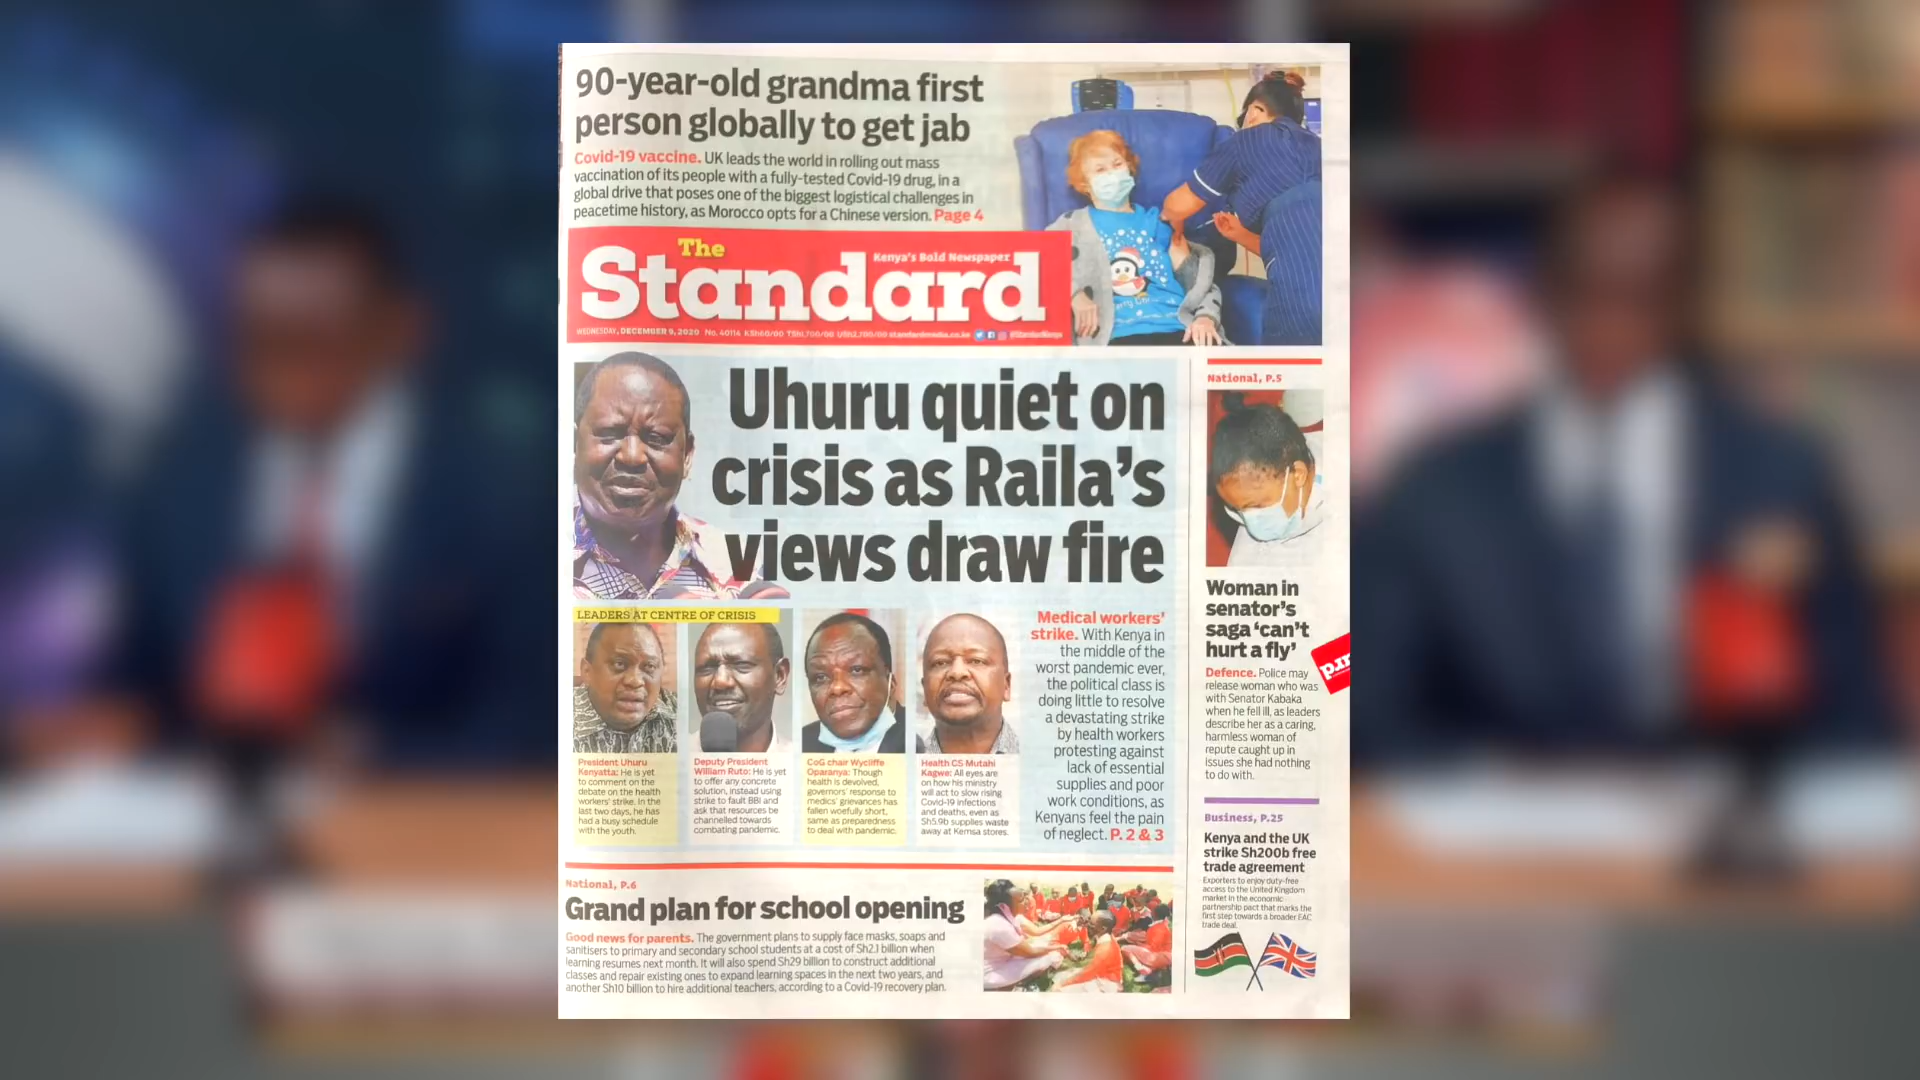 90-year-old grandma first
person globally to get jab
Covid-19 vaccine. UK leads the world in rolling out mass
vaccination of its people with a fully-tested Covid-19 drug, in a
global drive that poses one of the biggest logistical challenges in
peacetime history, as Morocco opts for a Chinese version. Page 4
The
Kenya's Bold Newspaper
Standard
WEDNESDAY, DECEMBER 9, 2020 No. 40114 KSh60/00 TSh1,700/00 USh2,700/00 standardmedia.co.ke
Uhuru quiet on
crisis as Raila's
views draw fire
LEADERS AT CENTRE OF CRISIS
President Uhuru
Kenyatta: He is yet
to comment on the
debate on the health
workers' strike. In the
last two days, he has
had a busy schedule
with the youth.
Deputy President
William Ruto: He is yet
to offer any concrete
solution, instead using
strike to fault BBI and
ask that resources be
channelled towards
combating pandemic.
CoG chair Wycliffe
Oparanya: Though
health is devolved,
governors' response to
medics' grievances has
fallen woefully short,
same as preparedness
to deal with pandemic.
Health CS Mutahi
Kagwe: All eyes are
on how his ministry
will act to slow rising
Covid-19 infections
and deaths, even as
Sh5.9b supplies waste
away at Kemsa stores.
Medical workers'
strike. With Kenya in
the middle of the
worst pandemic ever,
the political class is
doing little to resolve
a devastating strike
by health workers
protesting against
lack of essential
supplies and poor
work conditions, as
Kenyans feel the pain
of neglect. P. 2 & 3
National, P.5
Woman in
senator's
saga 'can't
hurt a fly'
Defence. Police may
release woman who was
with Senator Kabaka
when he fell ill, as leaders
describe her as a caring,
harmless woman of
repute caught up in
issues she had nothing
to do with.
Business, P.25
Kenya and the UK
strike Sh200b free
trade agreement
Exporters to enjoy duty-free
access to the United Kingdom
market in the economic
partnership pact that marks the
first step towards a broader EAC
trade deal.
National, P.6
Grand plan for school opening
Good news for parents. The government plans to supply face masks, soaps and
sanitisers to primary and secondary school students at a cost of Sh2.1 billion when
learning resumes next month. It will also spend Sh29 billion to construct additional
classes and repair existing ones to expand learning spaces in the next two years, and
another Sh10 billion to hire additional teachers, according to a Covid-19 recovery plan.